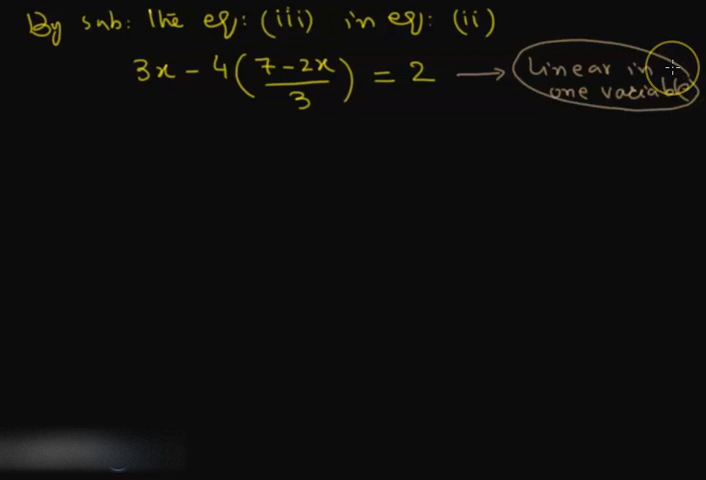 By sub: the eq: (iii) in eq: (ii)
3x - 4(7-2x/3) = 2 → Linear in
one variable